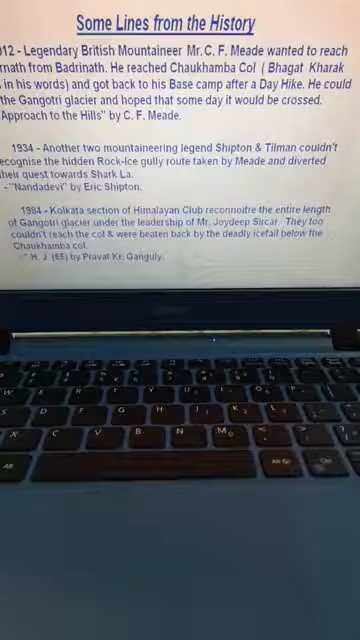 Some Lines from the History
012 - Legendary British Mountaineer Mr. C. F. Meade wanted to reach
rnath from Badrinath. He reached Chaukhamba Col ( Bhagat Kharak
in his words) and got back to his Base camp after a Day Hike. He could
the Gangotri glacier and hoped that some day it would be crossed.
Approach to the Hills" by C. F. Meade.
1934 - Another two mountaineering legend Shipton & Tilman couldn't
ecognise the hidden Rock-Ice gully route taken by Meade and diverted
their quest towards Shark La.
- "Nandadevi" by Eric Shipton.
1984 - Kolkata section of Himalayan Club reconnoitre the entire length
of Gangotri glacier under the leadership of Mr. Joydeep Sircar. They too
couldn't reach the col & were beaten back by the deadly icefall below the
Chaukhamba col.
" H. J. (65) by Pravat Kr. Ganguly.
W E R T Y U I O P
S D F G H J K L
X C V B N M
Alt Alt Gr Ctrl